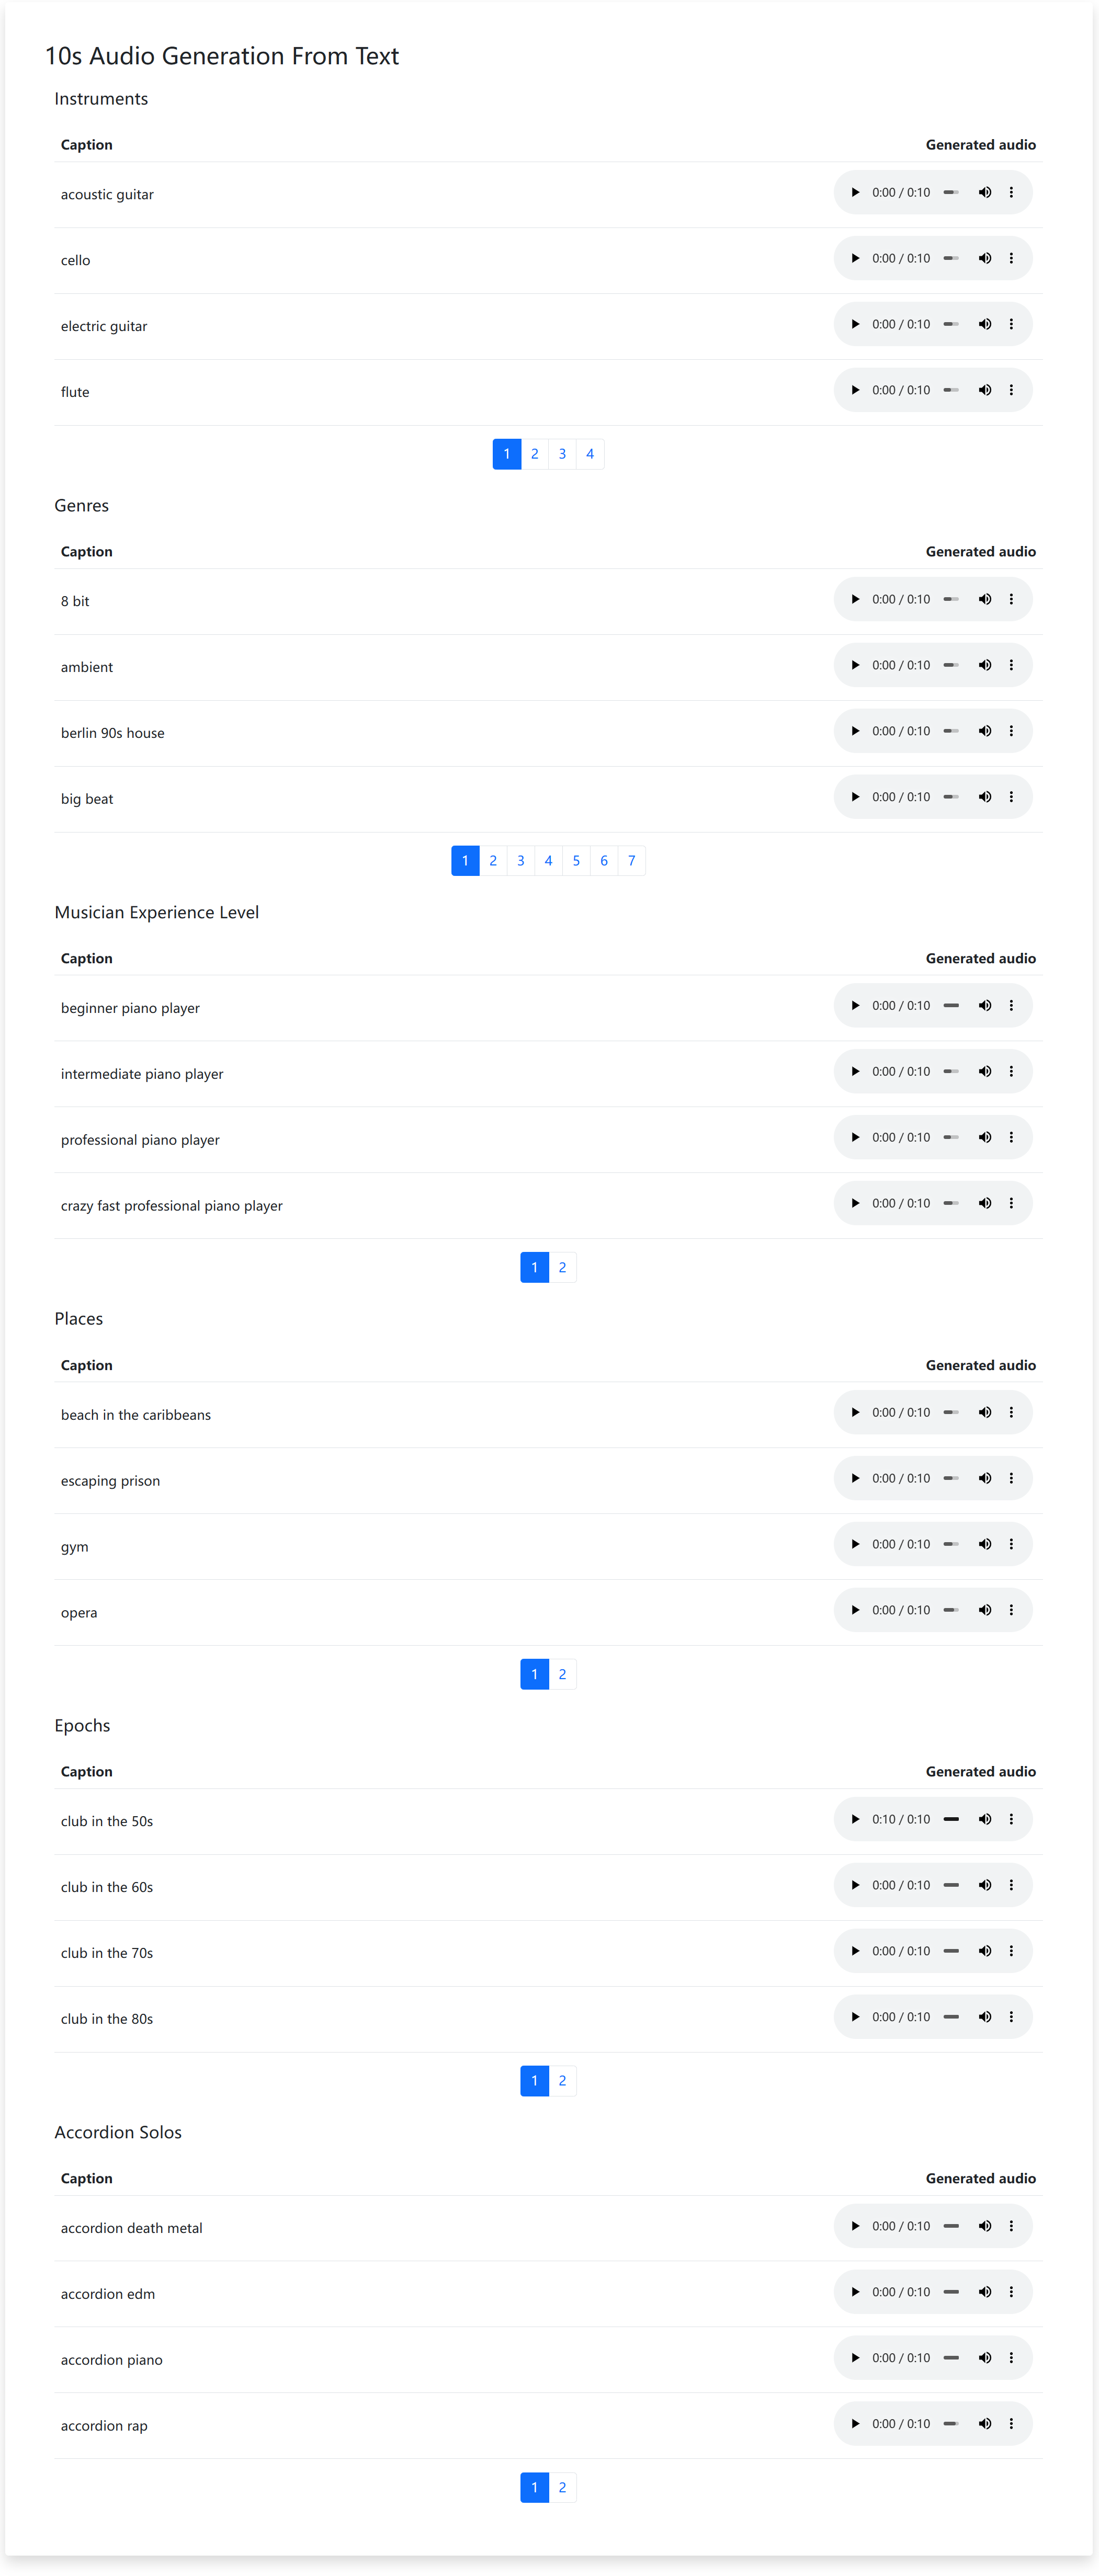 10s Audio Generation From Text
Instruments
Caption Generated audio
acoustic guitar 0:00 / 0:10
cello 0:00 / 0:10
electric guitar 0:00 / 0:10
flute 0:00 / 0:10
1 2 3 4
Genres
Caption Generated audio
8 bit 0:00 / 0:10
ambient 0:00 / 0:10
berlin 90s house 0:00 / 0:10
big beat 0:00 / 0:10
1 2 3 4 5 6 7
Musician Experience Level
Caption Generated audio
beginner piano player 0:00 / 0:10
intermediate piano player 0:00 / 0:10
professional piano player 0:00 / 0:10
crazy fast professional piano player 0:00 / 0:10
1 2
Places
Caption Generated audio
beach in the caribbeans 0:00 / 0:10
escaping prison 0:00 / 0:10
gym 0:00 / 0:10
opera 0:00 / 0:10
1 2
Epochs
Caption Generated audio
club in the 50s 0:10 / 0:10
club in the 60s 0:00 / 0:10
club in the 70s 0:00 / 0:10
club in the 80s 0:00 / 0:10
1 2
Accordion Solos
Caption Generated audio
accordion death metal 0:00 / 0:10
accordion edm 0:00 / 0:10
accordion piano 0:00 / 0:10
accordion rap 0:00 / 0:10
1 2